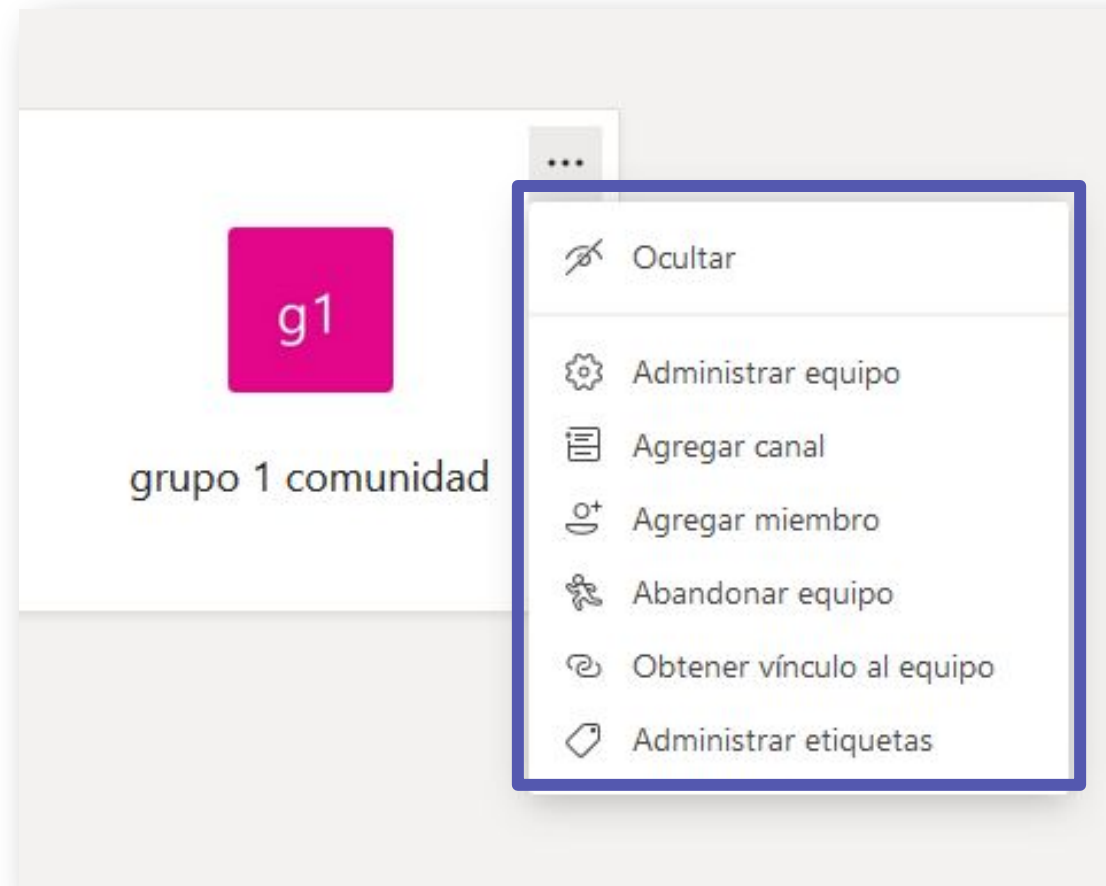 ...
g1
grupo 1 comunidad
Ocultar
Administrar equipo
Agregar canal
Agregar miembro
Abandonar equipo
Obtener vínculo al equipo
Administrar etiquetas